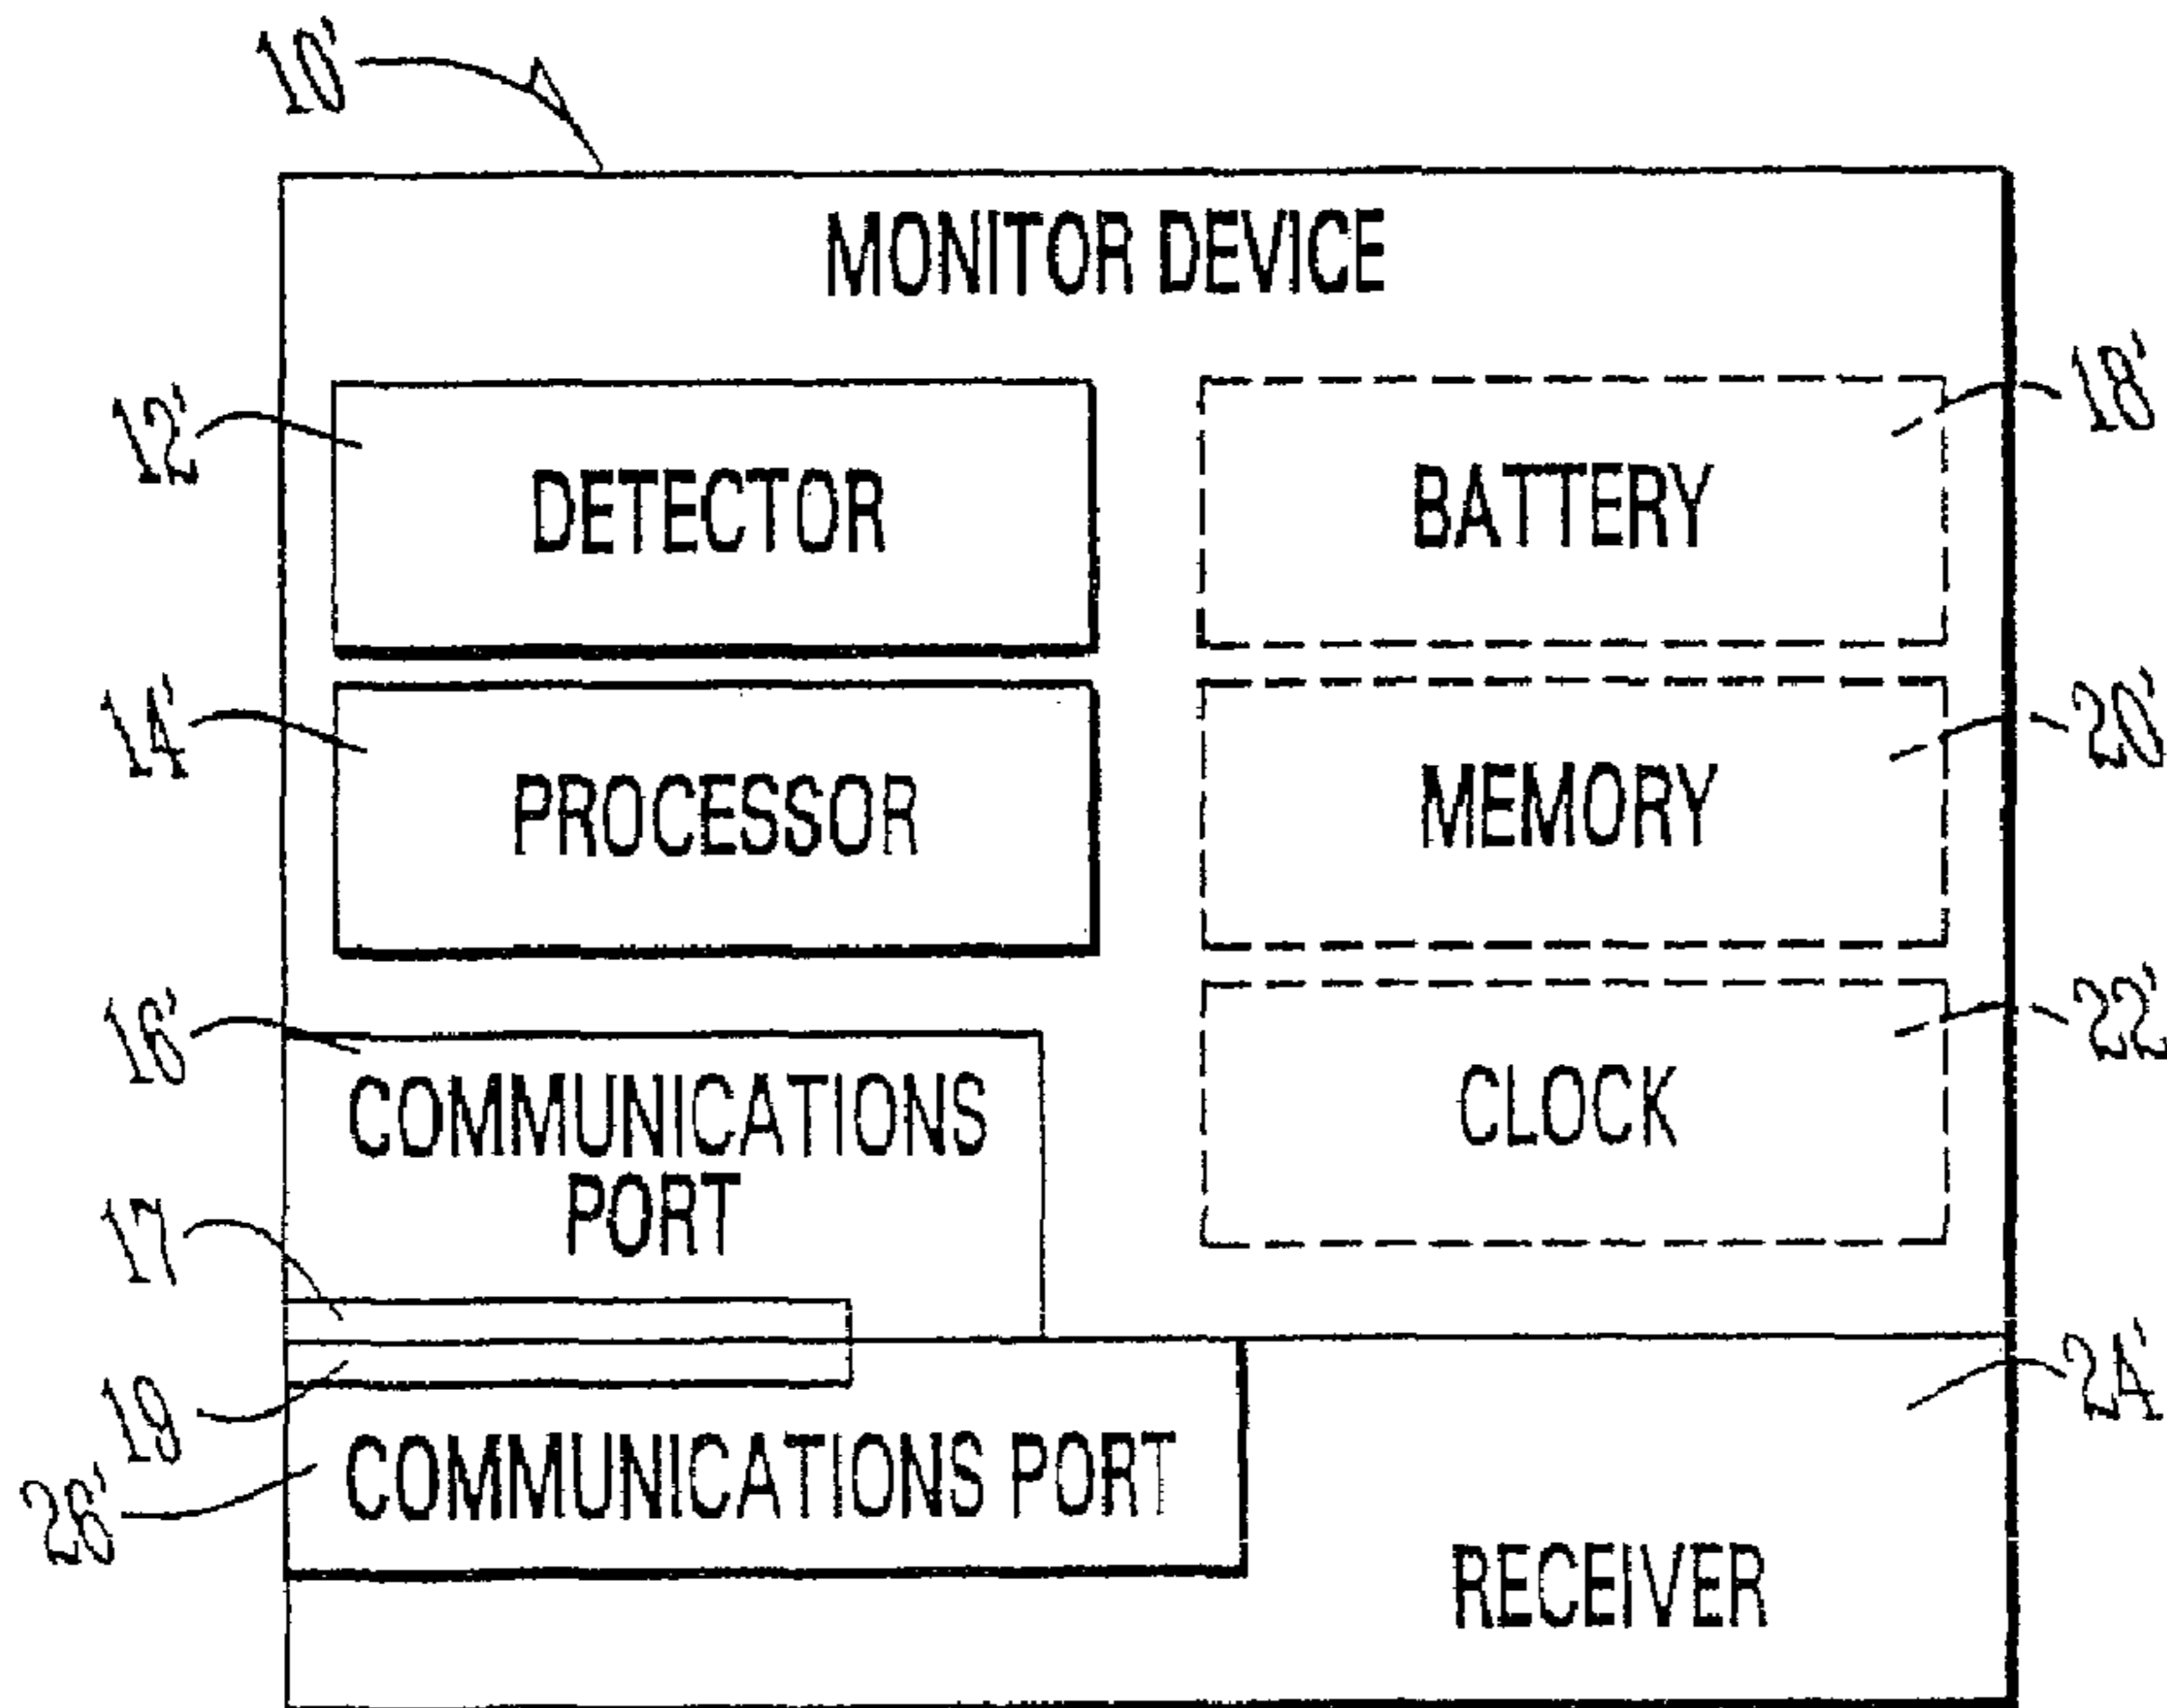 10'
MONITOR DEVICE
12'
DETECTOR
BATTERY
18'
14'
PROCESSOR
MEMORY
20'
16'
COMMUNICATIONS
PORT
CLOCK
22'
17
19
24'
28'
COMMUNICATIONS PORT
RECEIVER